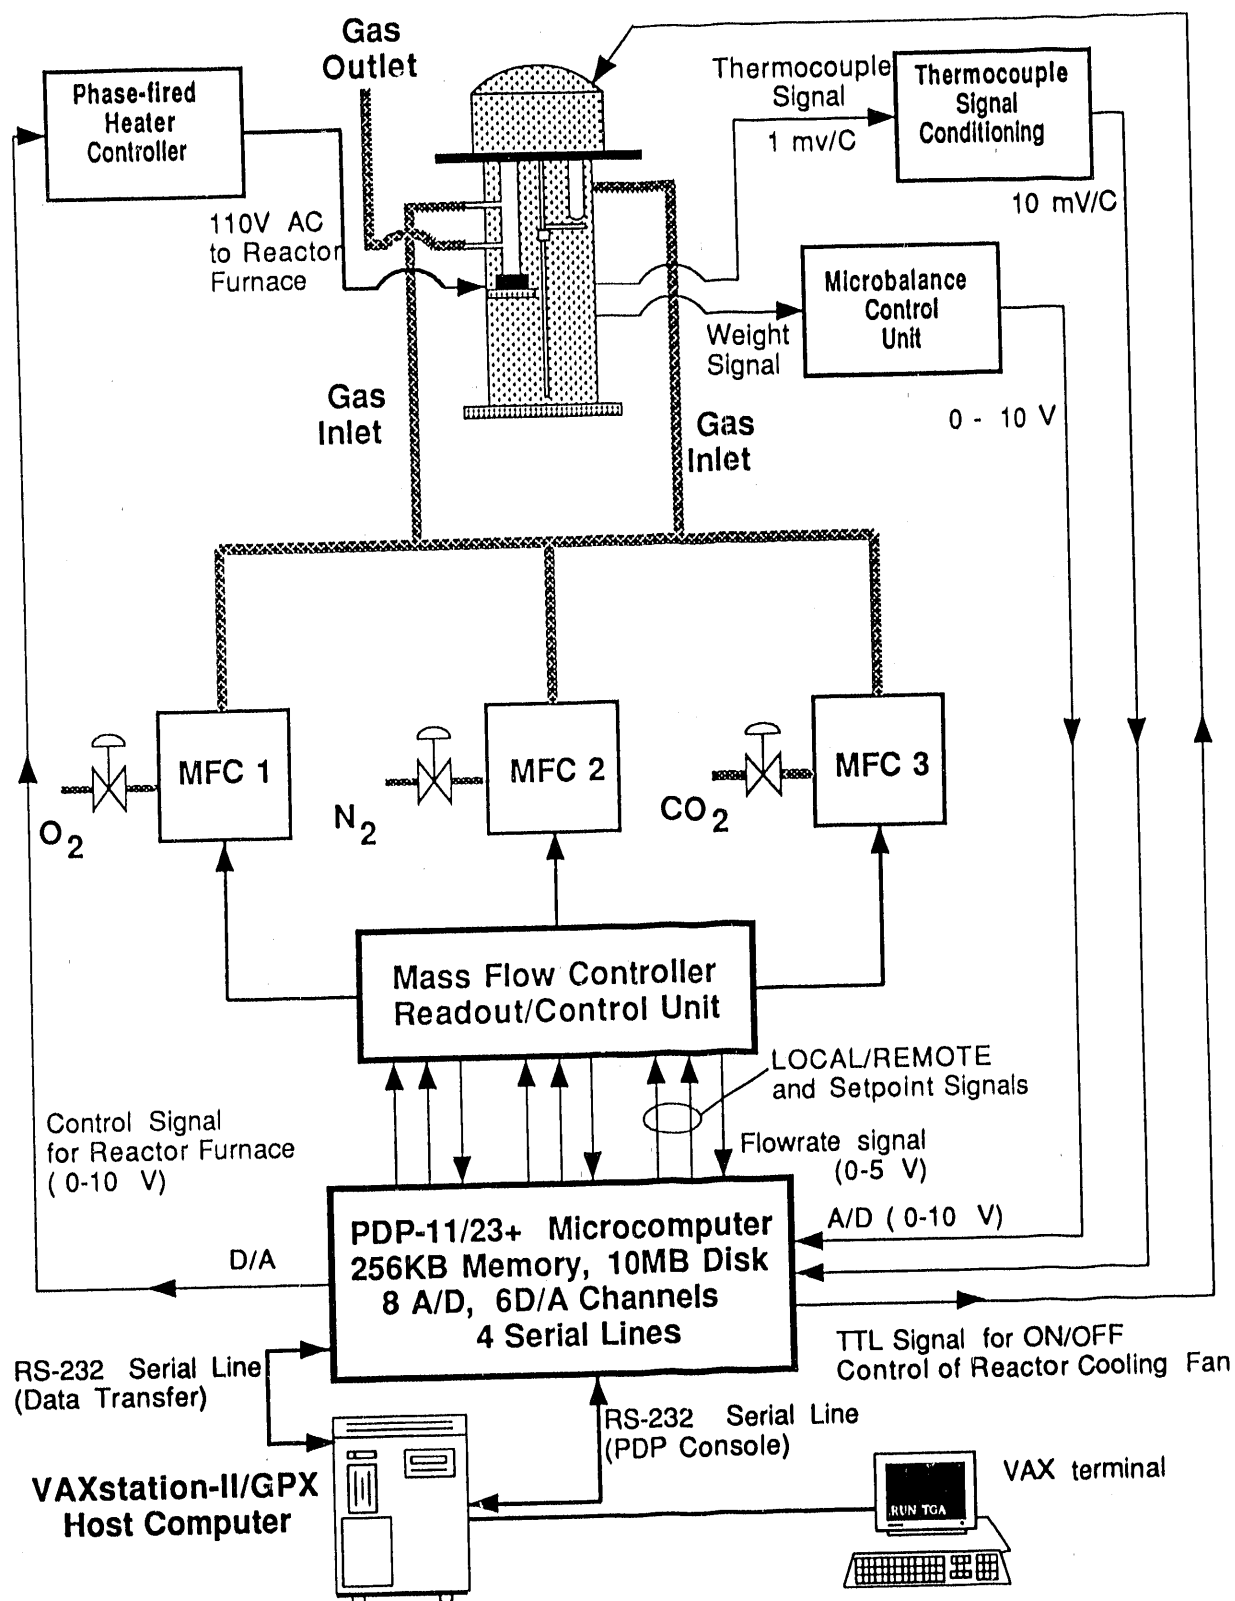 Gas
Outlet
Phase-fired
Heater
Controller
Thermocouple
Signal
1 mv/C
Thermocouple
Signal
Conditioning
10 mV/C
110V AC
to Reactor
Furnace
Microbalance
Control
Unit
Weight
Signal
0 - 10 V
Gas
Inlet
Gas
Inlet
MFC 1
MFC 2
MFC 3
O2
N2
CO2
Mass Flow Controller
Readout/Control Unit
LOCAL/REMOTE
and Setpoint Signals
Control Signal
for Reactor Furnace
( 0-10 V)
Flowrate signal
(0-5 V)
A/D ( 0-10 V)
D/A
PDP-11/23+ Microcomputer
256KB Memory, 10MB Disk
8 A/D, 6D/A Channels
4 Serial Lines
TTL Signal for ON/OFF
Control of Reactor Cooling Fan
RS-232 Serial Line
(Data Transfer)
RS-232 Serial Line
(PDP Console)
VAXstation-II/GPX
Host Computer
VAX terminal
RUN TGA